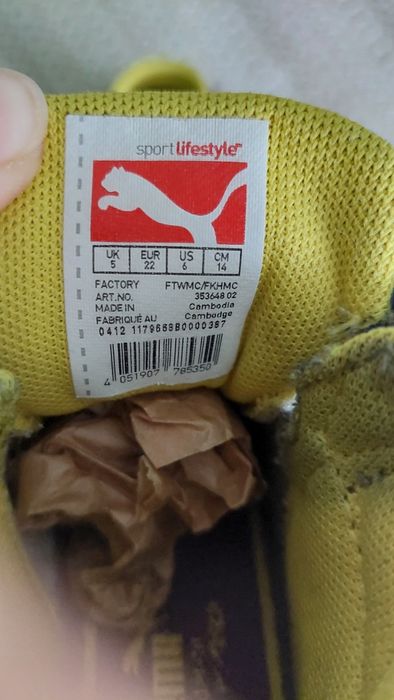 sportlifestyle
UK EUR US CM
5 22 6 14
FACTORY FTWMC/FKHMC
ART.NO. 353648 02
MADE IN Cambodia
FABRIQUÉ AU Cambodge
0412 1179668B0000387
4 051907 785350